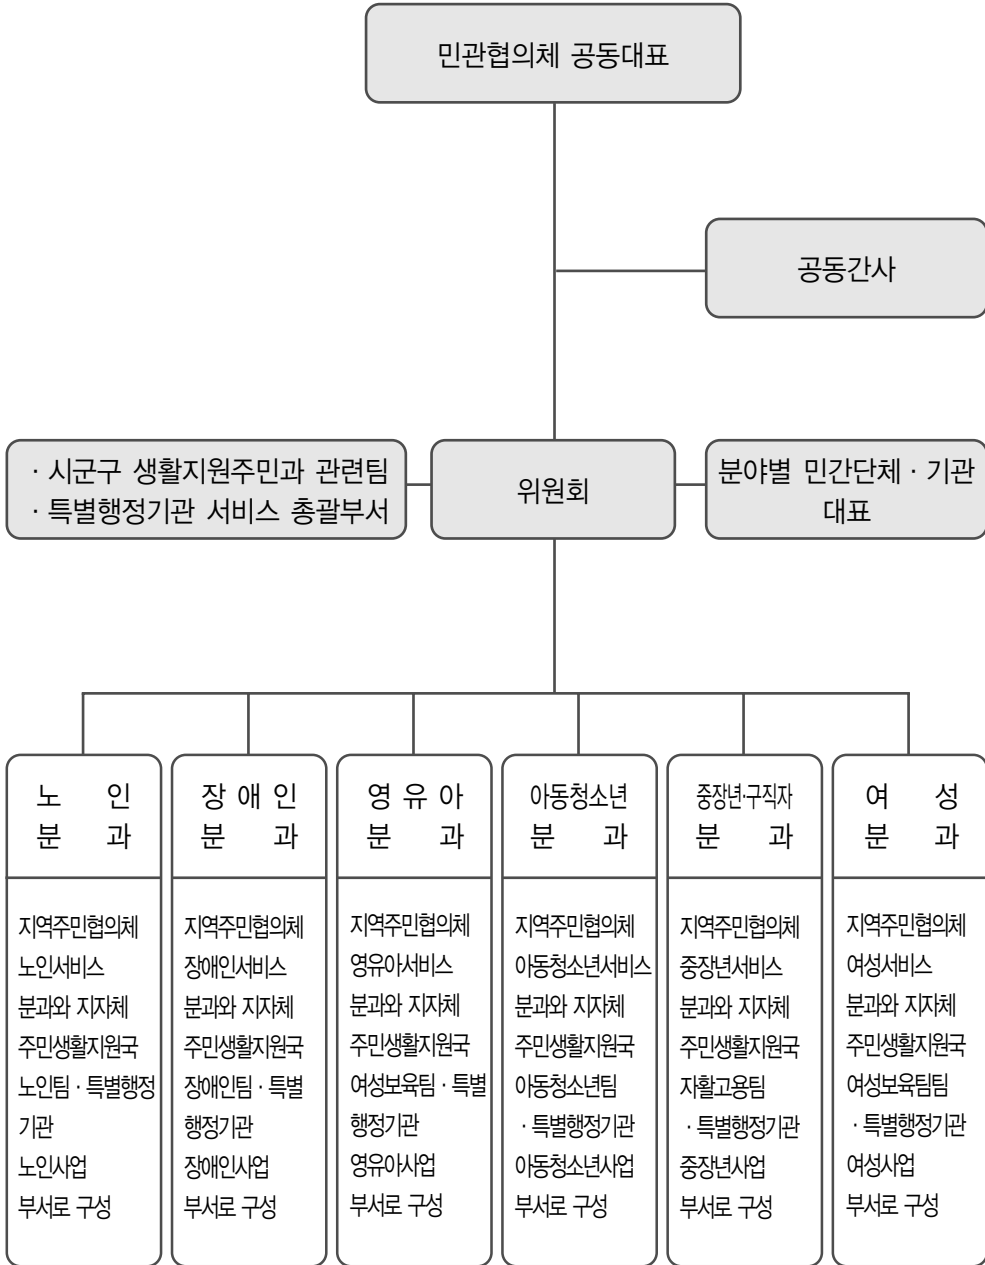 민관협의체 공동대표
공동간사
· 시군구 생활지원주민과 관련팀
· 특별행정기관 서비스 총괄부서
위원회
분야별 민간단체 · 기관
대표
노 인
분 과
지역주민협의체
노인서비스
분과와 지자체
주민생활지원국
노인팀 · 특별행정
기관
노인사업
부서로 구성
장 애 인
분 과
지역주민협의체
장애인서비스
분과와 지자체
주민생활지원국
장애인팀 · 특별
행정기관
장애인사업
부서로 구성
영 유 아
분 과
지역주민협의체
영유아서비스
분과와 지자체
주민생활지원국
여성보육팀 · 특별
행정기관
영유아사업
부서로 구성
아동청소년
분 과
지역주민협의체
아동청소년서비스
분과와 지자체
주민생활지원국
아동청소년팀
· 특별행정기관
아동청소년사업
부서로 구성
중장년·구직자
분 과
지역주민협의체
중장년서비스
분과와 지자체
주민생활지원국
자활고용팀
· 특별행정기관
중장년사업
부서로 구성
여 성
분 과
지역주민협의체
여성서비스
분과와 지자체
주민생활지원국
여성보육팀팀
· 특별행정기관
여성사업
부서로 구성